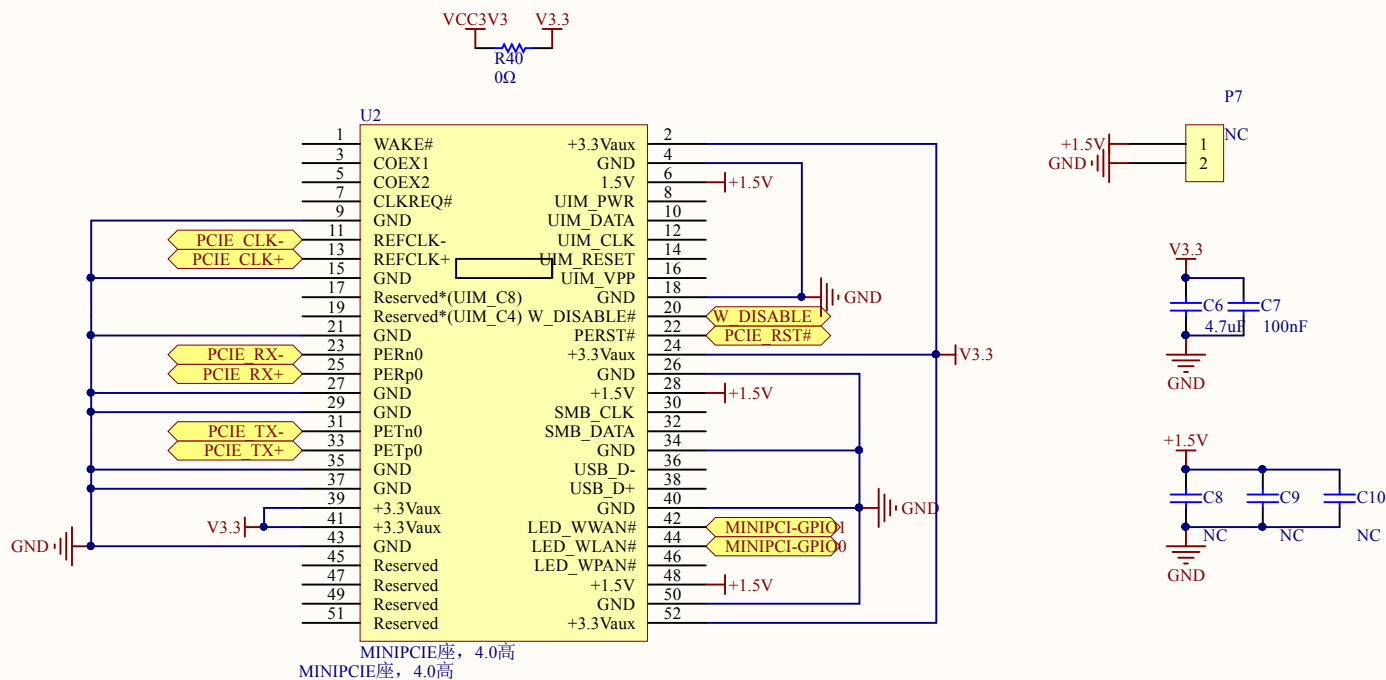 VCC3V3 V3.3
R40
0Ω
U2
1 WAKE# +3.3Vaux 2
3 COEX1 GND 4
5 COEX2 1.5V 6 +1.5V
7 CLKREQ# UIM_PWR 8
9 GND UIM_DATA 10
PCIE_CLK- 11 REFCLK- UIM_CLK 12
PCIE_CLK+ 13 REFCLK+ UIM_RESET 14
15 GND UIM_VPP 16
17 Reserved*(UIM_C8) GND 18 GND
19 Reserved*(UIM_C4) W_DISABLE# 20 W_DISABLE
21 GND PERST# 22 PCIE_RST#
PCIE_RX- 23 PERn0 +3.3Vaux 24 V3.3
PCIE_RX+ 25 PERp0 GND 26
27 GND +1.5V 28 +1.5V
29 GND SMB_CLK 30
PCIE_TX- 31 PETn0 SMB_DATA 32
PCIE_TX+ 33 PETp0 GND 34
35 GND USB_D- 36
37 GND USB_D+ 38
39 +3.3Vaux GND 40 GND
V3.3 41 +3.3Vaux LED_WWAN# 42 MINIPCI-GPIO1
GND 43 GND LED_WLAN# 44 MINIPCI-GPIO0
45 Reserved LED_WPAN# 46
47 Reserved +1.5V 48 +1.5V
49 Reserved GND 50
51 Reserved +3.3Vaux 52
MINIPCIE座，4.0高
MINIPCIE座，4.0高
P7
NC
+1.5V 1
GND 2
V3.3
C6 C7
4.7uF 100nF
GND
+1.5V
C8 C9 C10
NC NC NC
GND